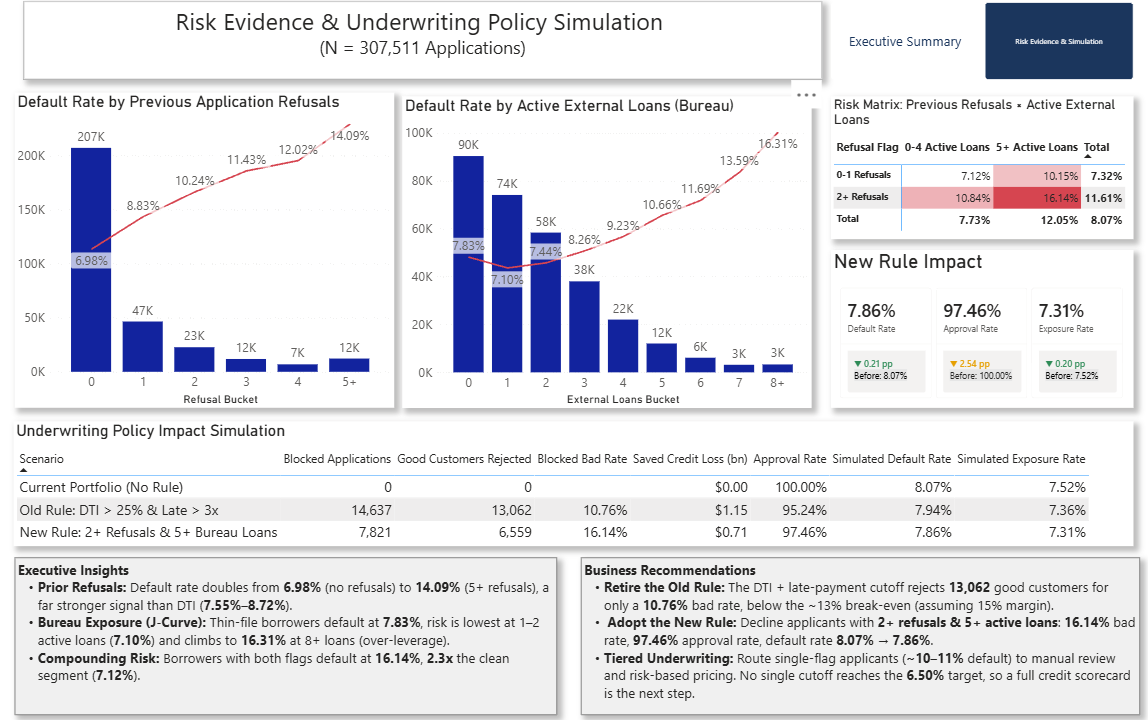 Risk Evidence & Underwriting Policy Simulation
(N = 307,511 Applications)
Executive Summary
Risk Evidence & Simulation
Default Rate by Previous Application Refusals
200K
150K
100K
50K
0K
207K
47K
23K
12K
7K
12K
6.98%
8.83%
10.24%
11.43%
12.02%
14.09%
0 1 2 3 4 5+
Refusal Bucket
Default Rate by Active External Loans (Bureau)
100K
80K
60K
40K
20K
0K
90K
74K
58K
38K
22K
12K
6K
3K
3K
7.83%
7.10%
7.44%
8.26%
9.23%
10.66%
11.69%
13.59%
16.31%
0 1 2 3 4 5 6 7 8+
External Loans Bucket
Risk Matrix: Previous Refusals × Active External
Loans
Refusal Flag 0-4 Active Loans 5+ Active Loans Total
0-1 Refusals 7.12% 10.15% 7.32%
2+ Refusals 10.84% 16.14% 11.61%
Total 7.73% 12.05% 8.07%
New Rule Impact
7.86% 97.46% 7.31%
Default Rate Approval Rate Exposure Rate
▼ 0.21 pp ▼ 2.54 pp ▼ 0.20 pp
Before: 8.07% Before: 100.00% Before: 7.52%
Underwriting Policy Impact Simulation
Scenario Blocked Applications Good Customers Rejected Blocked Bad Rate Saved Credit Loss (bn) Approval Rate Simulated Default Rate Simulated Exposure Rate
Current Portfolio (No Rule) 0 0 $0.00 100.00% 8.07% 7.52%
Old Rule: DTI > 25% & Late > 3x 14,637 13,062 10.76% $1.15 95.24% 7.94% 7.36%
New Rule: 2+ Refusals & 5+ Bureau Loans 7,821 6,559 16.14% $0.71 97.46% 7.86% 7.31%
Executive Insights
• Prior Refusals: Default rate doubles from 6.98% (no refusals) to 14.09% (5+ refusals), a
far stronger signal than DTI (7.55%–8.72%).
• Bureau Exposure (J-Curve): Thin-file borrowers default at 7.83%, risk is lowest at 1–2
active loans (7.10%) and climbs to 16.31% at 8+ loans (over-leverage).
• Compounding Risk: Borrowers with both flags default at 16.14%, 2.3x the clean
segment (7.12%).
Business Recommendations
• Retire the Old Rule: The DTI + late-payment cutoff rejects 13,062 good customers for
only a 10.76% bad rate, below the ~13% break-even (assuming 15% margin).
• Adopt the New Rule: Decline applicants with 2+ refusals & 5+ active loans: 16.14% bad
rate, 97.46% approval rate, default rate 8.07% → 7.86%.
• Tiered Underwriting: Route single-flag applicants (~10–11% default) to manual review
and risk-based pricing. No single cutoff reaches the 6.50% target, so a full credit scorecard
is the next step.